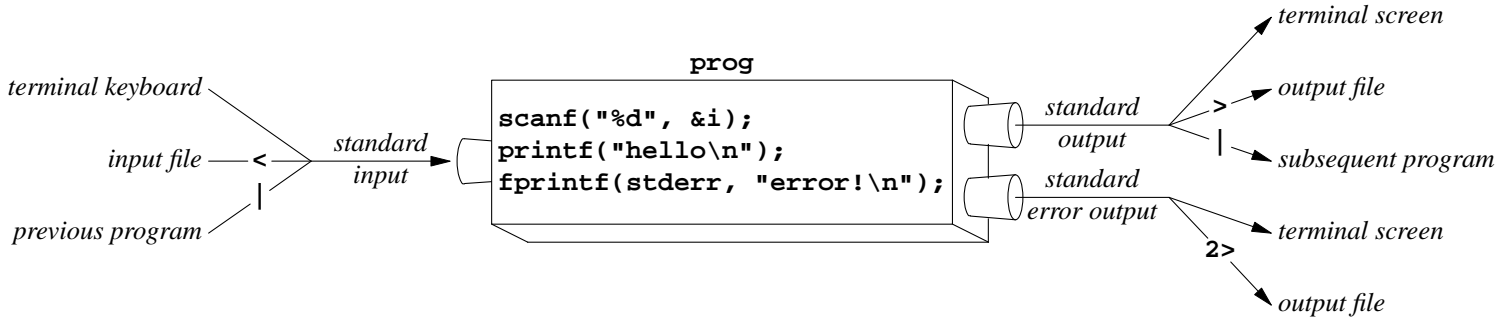 terminal keyboard
input file
previous program
<
|
standard
input
prog
scanf("%d", &i);
printf("hello\n");
fprintf(stderr, "error!\n");
standard
output
standard
error output
terminal screen
>
output file
|
subsequent program
terminal screen
2>
output file